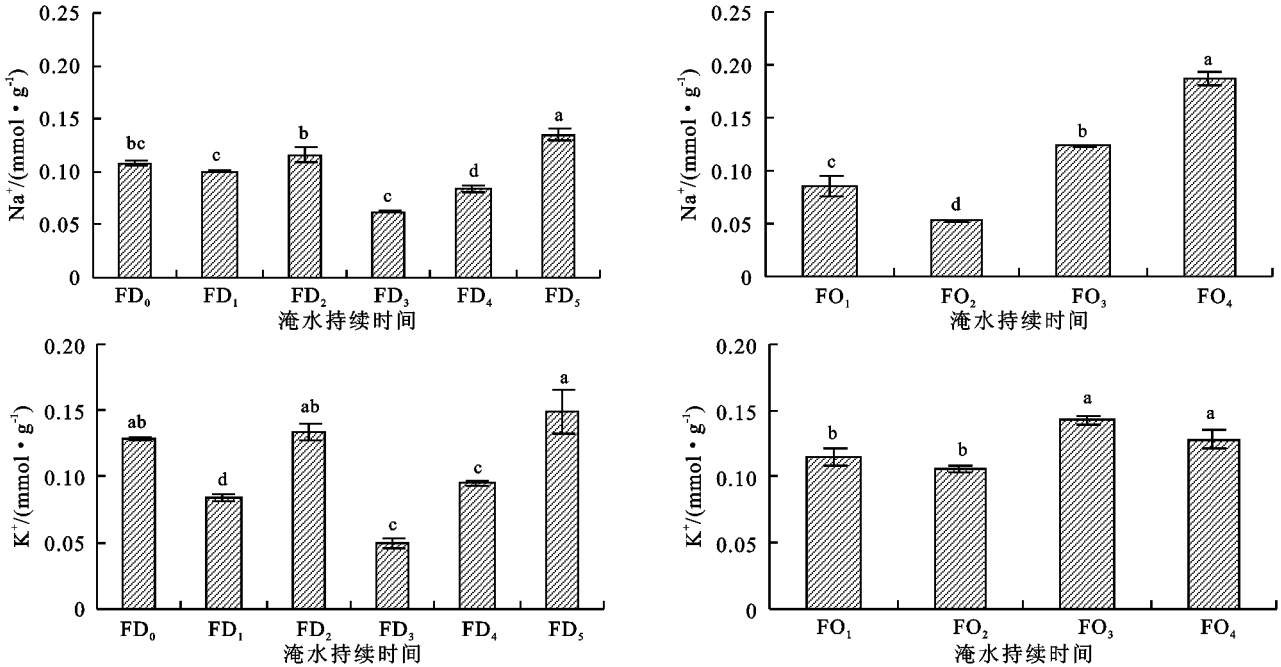 0.25
0.20
0.15
0.10
0.05
0
Na⁺/(mmol·g⁻¹)
bc
c
b
c
d
a
FD₀ FD₁ FD₂ FD₃ FD₄ FD₅
淹水持续时间
0.25
0.20
0.15
0.10
0.05
0
Na⁺/(mmol·g⁻¹)
c
d
b
a
FO₁ FO₂ FO₃ FO₄
淹水持续时间
0.20
0.15
0.10
0.05
0
K⁺/(mmol·g⁻¹)
ab
d
ab
c
c
a
FD₀ FD₁ FD₂ FD₃ FD₄ FD₅
淹水持续时间
0.20
0.15
0.10
0.05
0
K⁺/(mmol·g⁻¹)
b
b
a
a
FO₁ FO₂ FO₃ FO₄
淹水持续时间